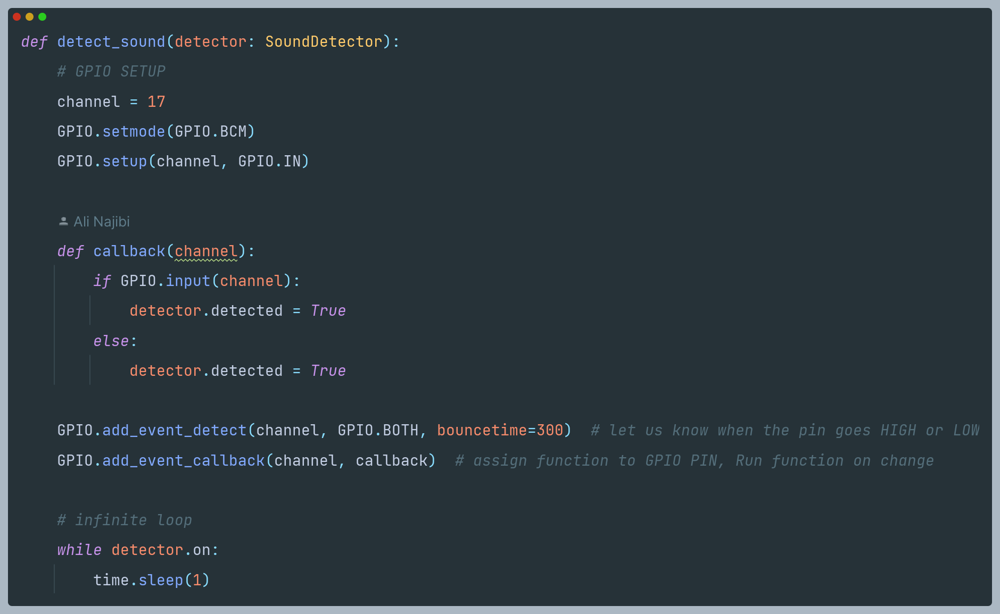 def detect_sound(detector: SoundDetector):
    # GPIO SETUP
    channel = 17
    GPIO.setmode(GPIO.BCM)
    GPIO.setup(channel, GPIO.IN)

    Ali Najibi
    def callback(channel):
        if GPIO.input(channel):
            detector.detected = True
        else:
            detector.detected = True

    GPIO.add_event_detect(channel, GPIO.BOTH, bouncetime=300)  # let us know when the pin goes HIGH or LOW
    GPIO.add_event_callback(channel, callback)  # assign function to GPIO PIN, Run function on change

    # infinite loop
    while detector.on:
        time.sleep(1)